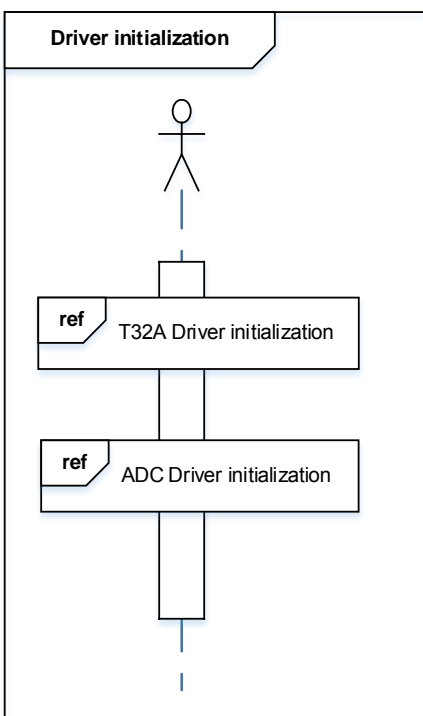 Driver initialization
ref
T32A Driver initialization
ref
ADC Driver initialization